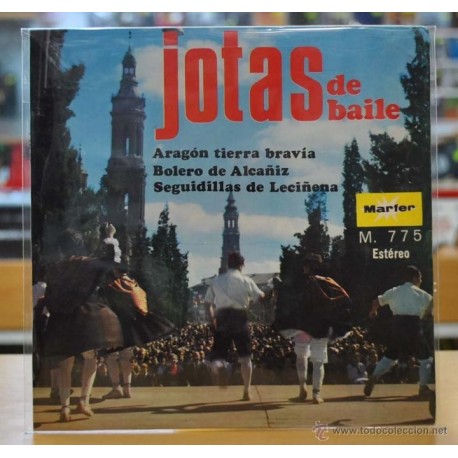 jotas
de
baile
Aragón tierra bravía
Bolero de Alcañiz
Seguidillas de Leciñena
Marfer
M. 775
Estéreo
www.todocoleccion.net